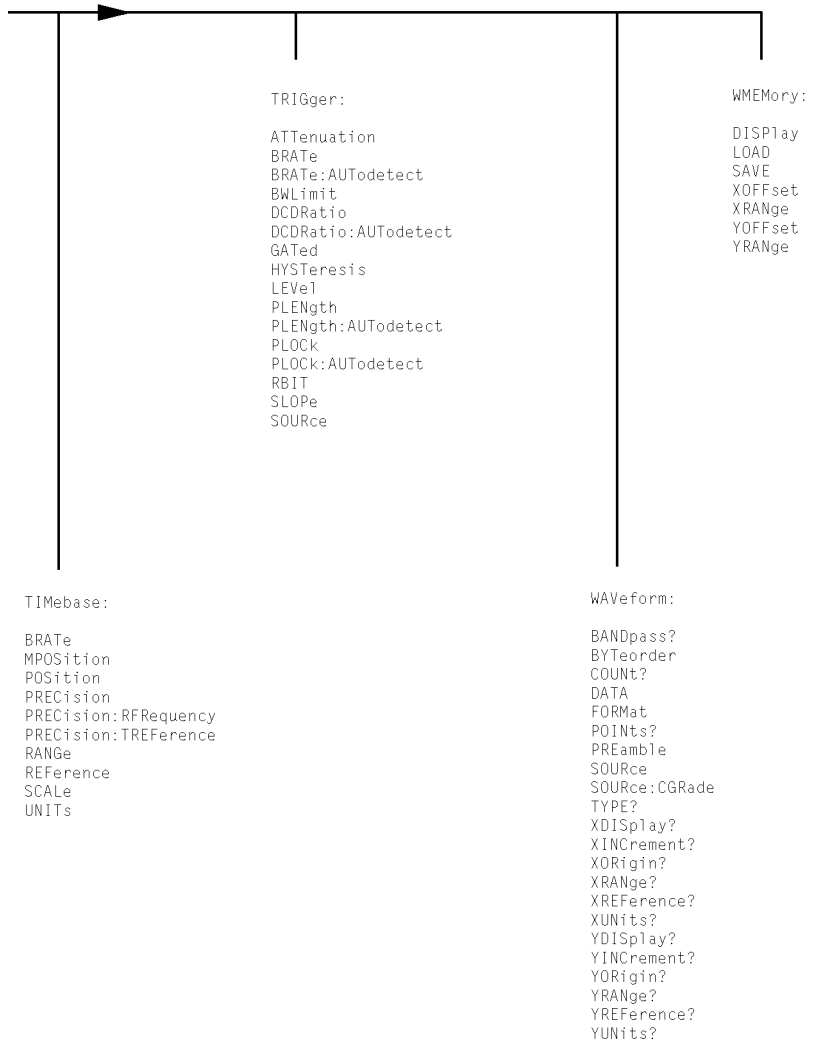 TRIGger:
ATTenuation
BRATe
BRATe:AUTodetect
BWLimit
DCDRatio
DCDRatio:AUTodetect
GATed
HYSTeresis
LEVel
PLENgth
PLENgth:AUTodetect
PLOCk
PLOCk:AUTodetect
RBIT
SLOPe
SOURce
WMEMory:
DISPlay
LOAD
SAVE
XOFFset
XRANge
YOFFset
YRANge
TIMebase:
BRATe
MPOSition
POSition
PRECision
PRECision:RFRequency
PRECision:TREFerence
RANGe
REFerence
SCALe
UNITs
WAVeform:
BANDpass?
BYTeorder
COUNt?
DATA
FORMat
POINts?
PREamble
SOURce
SOURce:CGRade
TYPE?
XDISplay?
XINCrement?
XORigin?
XRANge?
XREFerence?
XUNits?
YDISplay?
YINCrement?
YORigin?
YRANge?
YREFerence?
YUNits?